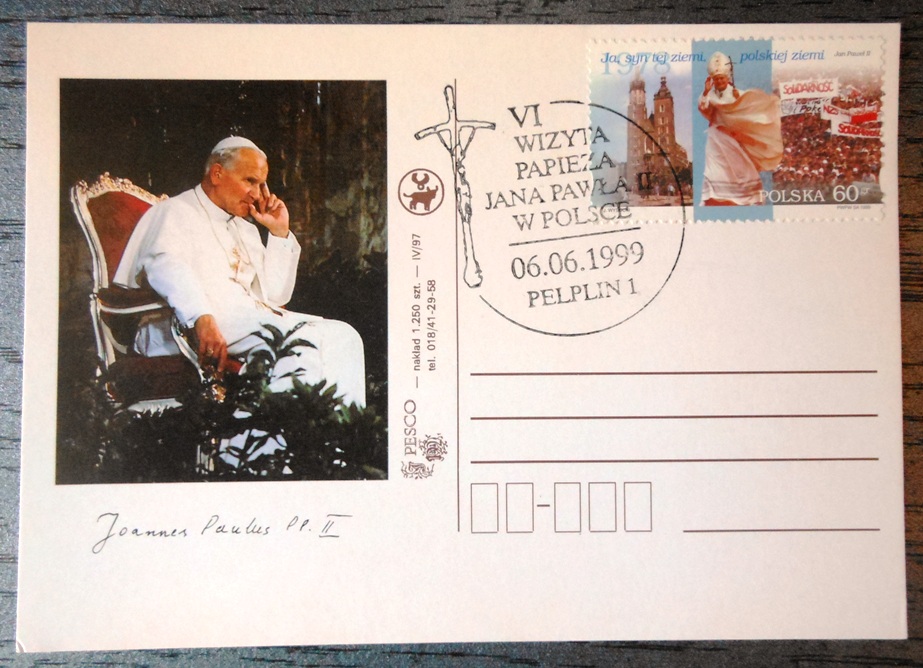 1978
Ja, syn tej ziemi, polskiej ziemi
Jan Paweł II
SOLIDARNOŚĆ
SOLIDARNOŚĆ
POLSKA 60
VI
WIZYTA
PAPIEŻA
JANA PAWŁA II
W POLSCE
06.06.1999
PELPLIN 1
PESCO — nakład 1.250 szt. — IV/97
tel. 018/41-29-58
Joannes Paulus PP. II